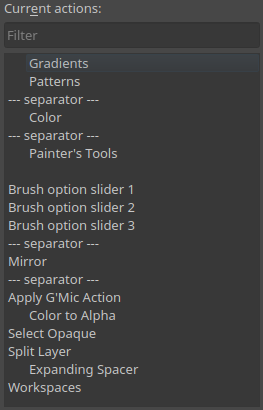 Current actions:
Filter
Gradients
Patterns
--- separator ---
Color
--- separator ---
Painter's Tools
Brush option slider 1
Brush option slider 2
Brush option slider 3
--- separator ---
Mirror
--- separator ---
Apply G'Mic Action
Color to Alpha
Select Opaque
Split Layer
Expanding Spacer
Workspaces